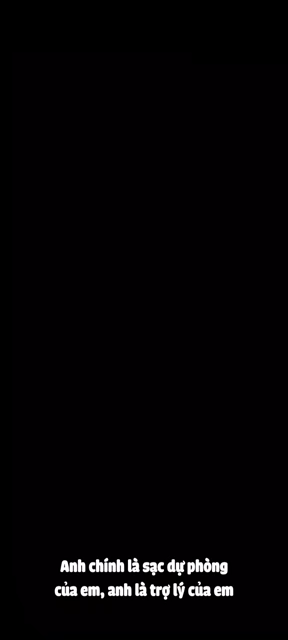 Anh chính là sạc dự phòng
của em, anh là trợ lý của em